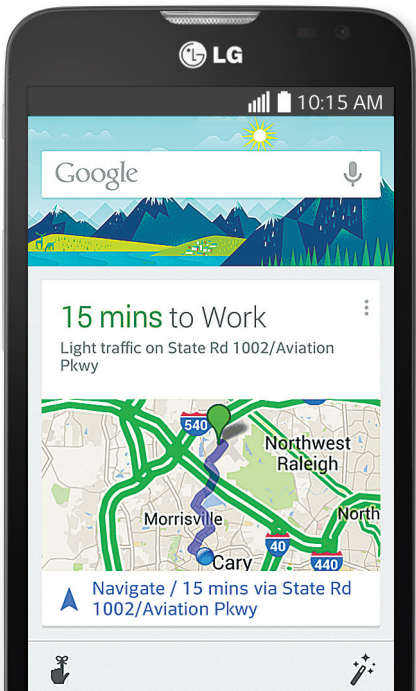 LG
10:15 AM
Google
15 mins to Work
Light traffic on State Rd 1002/Aviation
Pkwy
540
Northwest
Raleigh
Morrisville
North
40
Cary
440
Navigate / 15 mins via State Rd
1002/Aviation Pkwy